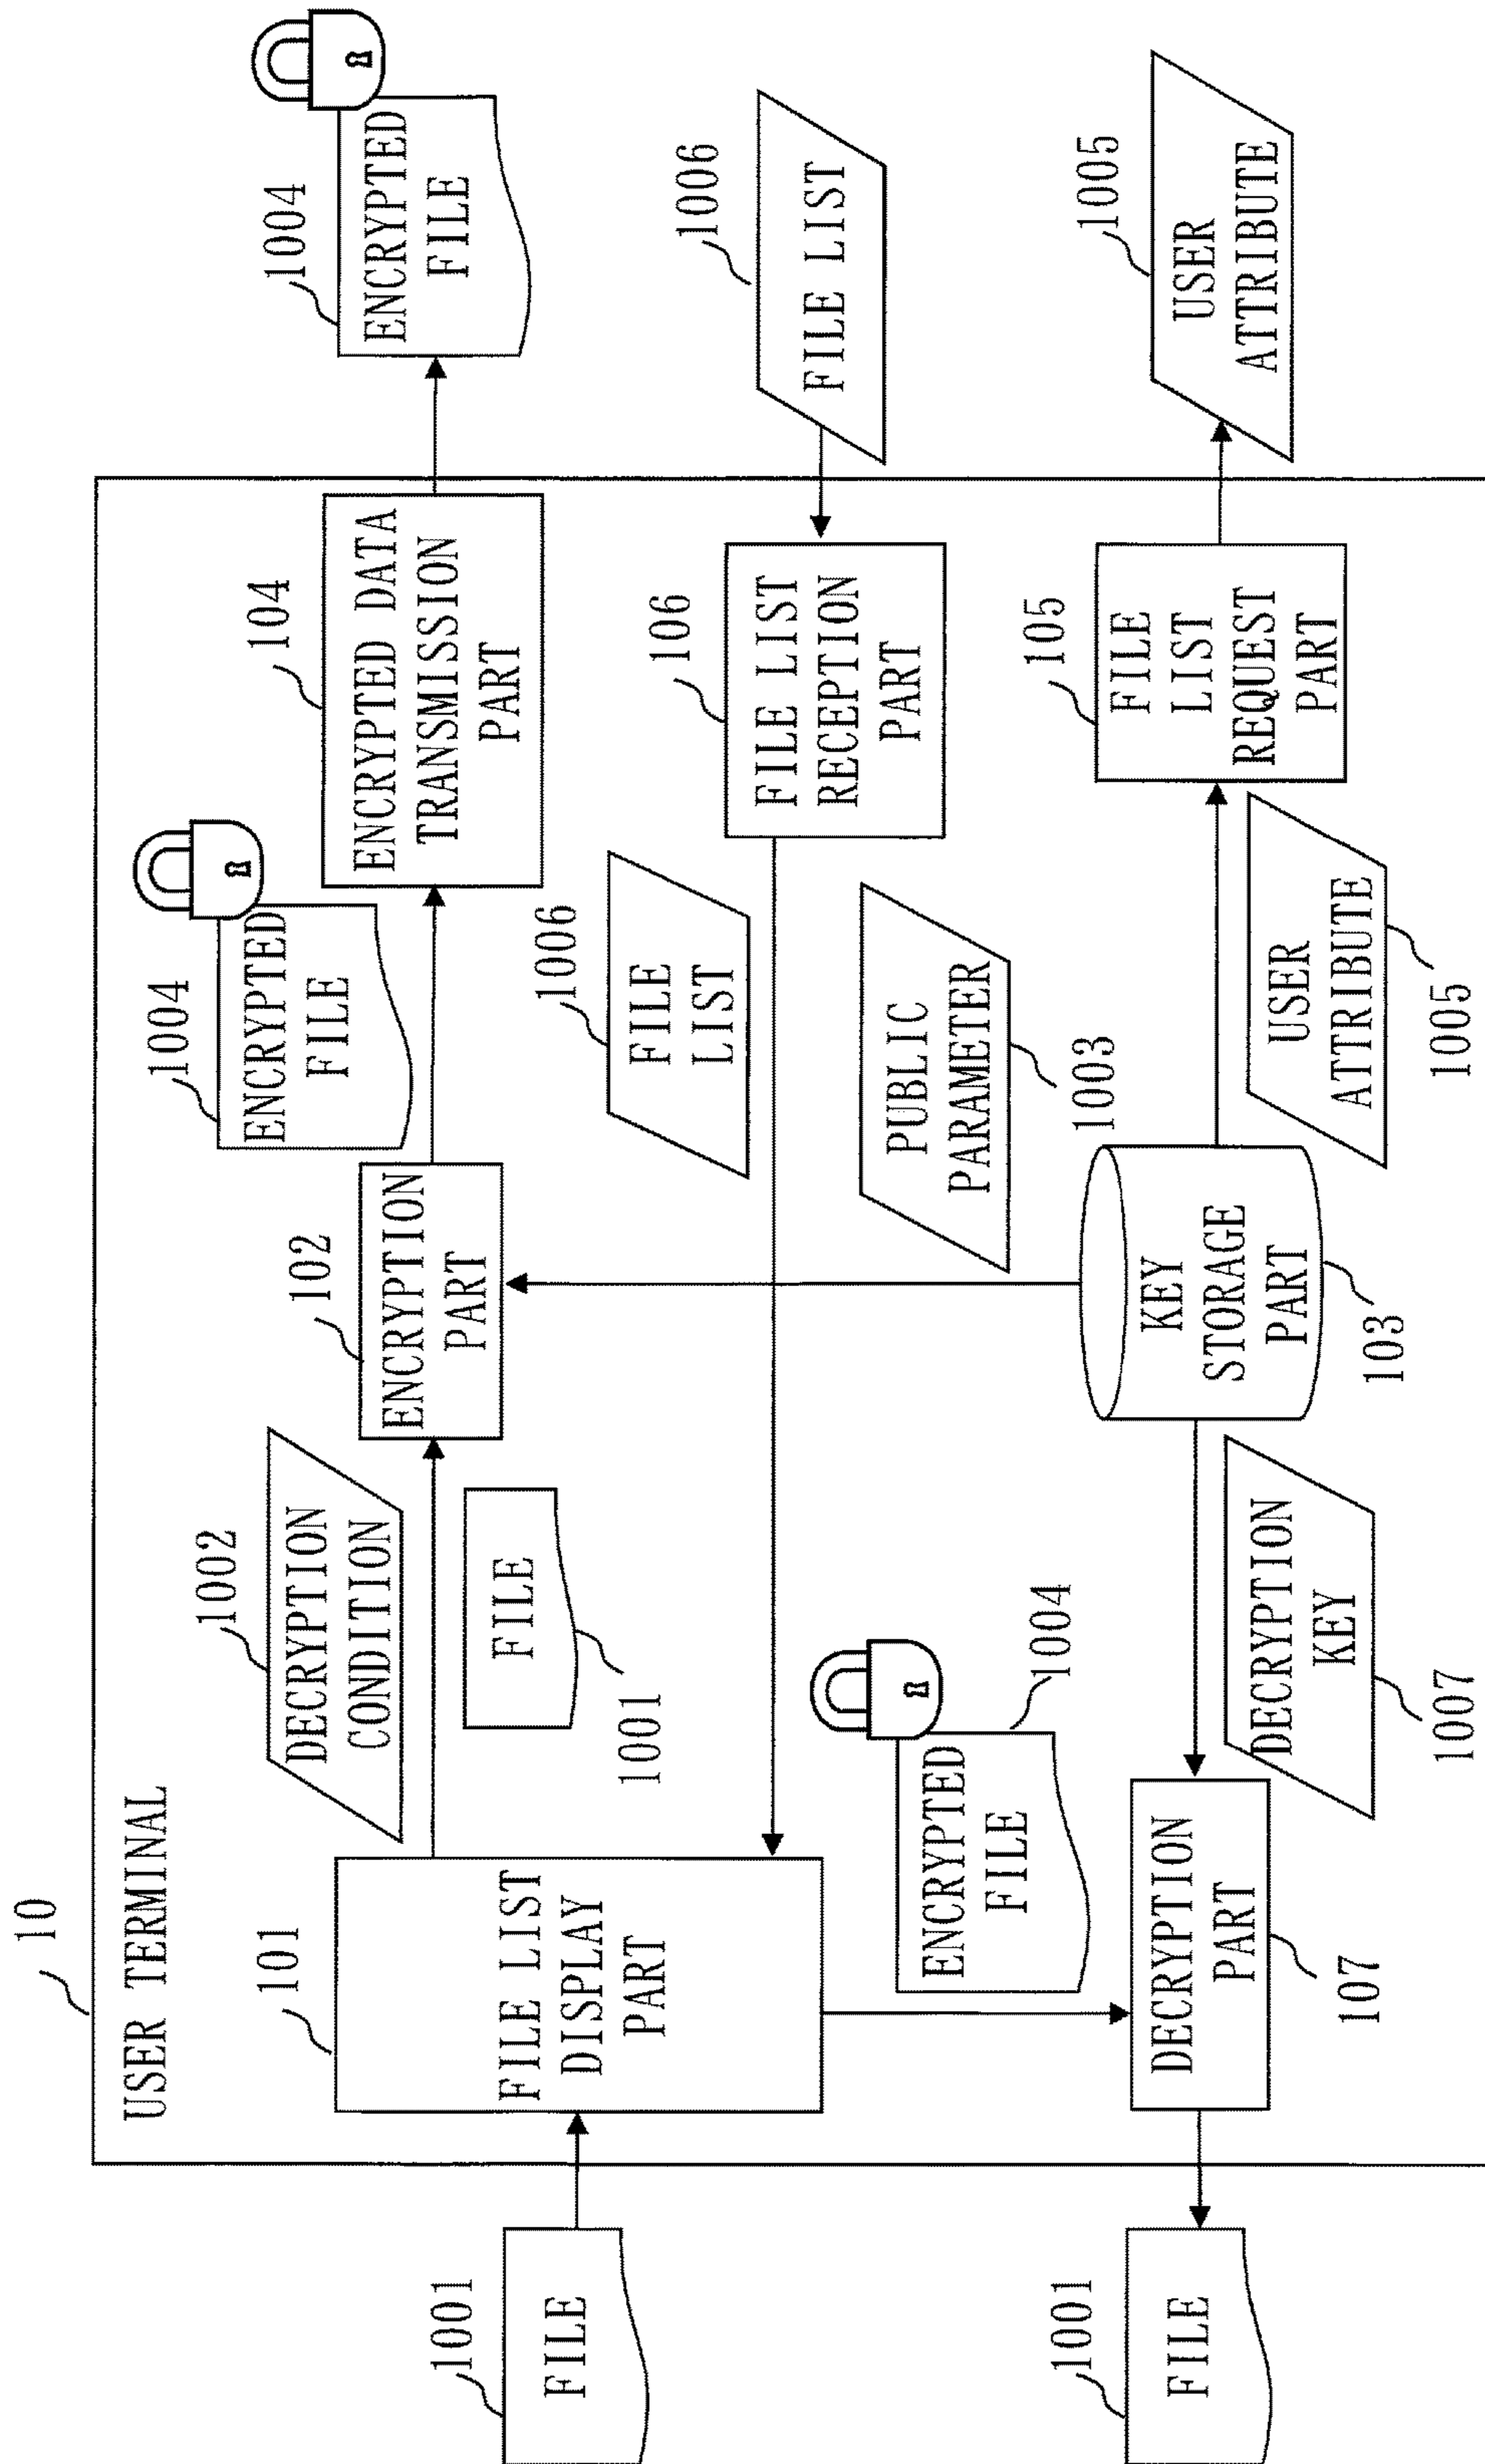 10
USER TERMINAL
1001
FILE
101
FILE LIST
DISPLAY
PART
1002
DECRYPTION
CONDITION
FILE
1001
102
ENCRYPTION
PART
1004
ENCRYPTED
FILE
104
ENCRYPTED DATA
TRANSMISSION
PART
1004
ENCRYPTED
FILE
1006
FILE
LIST
106
FILE LIST
RECEPTION
PART
1006
FILE LIST
ENCRYPTED
FILE
1004
PUBLIC
PARAMETER
1003
1001
FILE
DECRYPTION
PART
107
DECRYPTION
KEY
1007
KEY
STORAGE
PART
103
USER
ATTRIBUTE
1005
105
FILE
LIST
REQUEST
PART
1005
USER
ATTRIBUTE